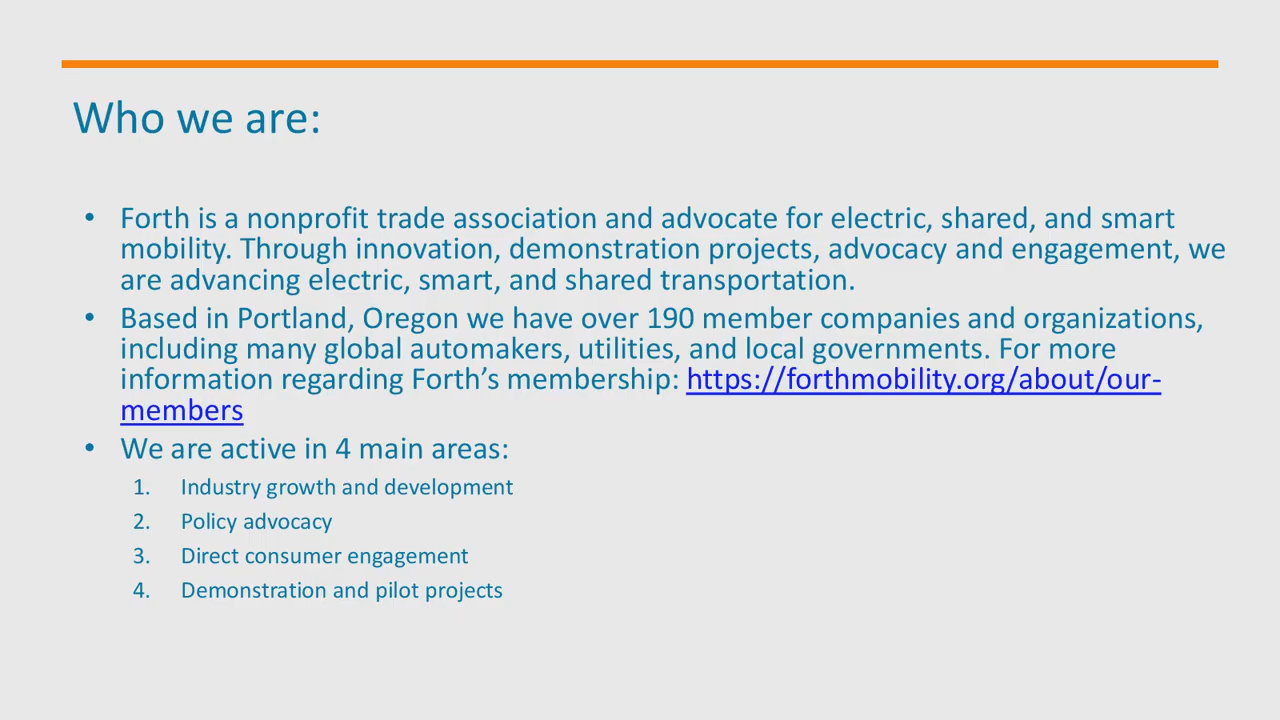 Who we are:
• Forth is a nonprofit trade association and advocate for electric, shared, and smart
mobility. Through innovation, demonstration projects, advocacy and engagement, we
are advancing electric, smart, and shared transportation.
• Based in Portland, Oregon we have over 190 member companies and organizations,
including many global automakers, utilities, and local governments. For more
information regarding Forth’s membership: https://forthmobility.org/about/our-
members
• We are active in 4 main areas:
1. Industry growth and development
2. Policy advocacy
3. Direct consumer engagement
4. Demonstration and pilot projects